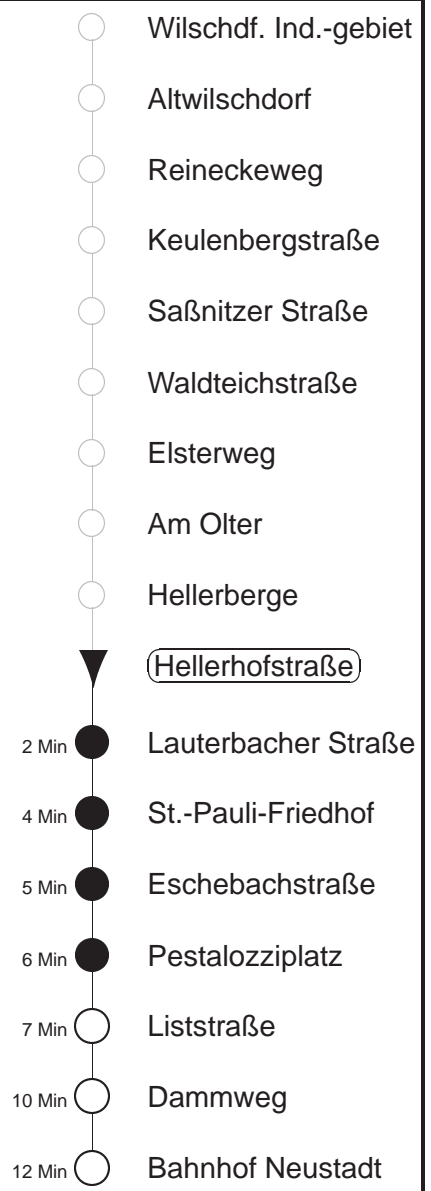 Wilschdf. Ind.-gebiet
Altwilschdorf
Reineckeweg
Keulenbergstraße
Saßnitzer Straße
Waldteichstraße
Elsterweg
Am Olter
Hellerberge
Hellerhofstraße
2 Min Lauterbacher Straße
4 Min St.-Pauli-Friedhof
5 Min Eschebachstraße
6 Min Pestalozziplatz
7 Min Liststraße
10 Min Dammweg
12 Min Bahnhof Neustadt